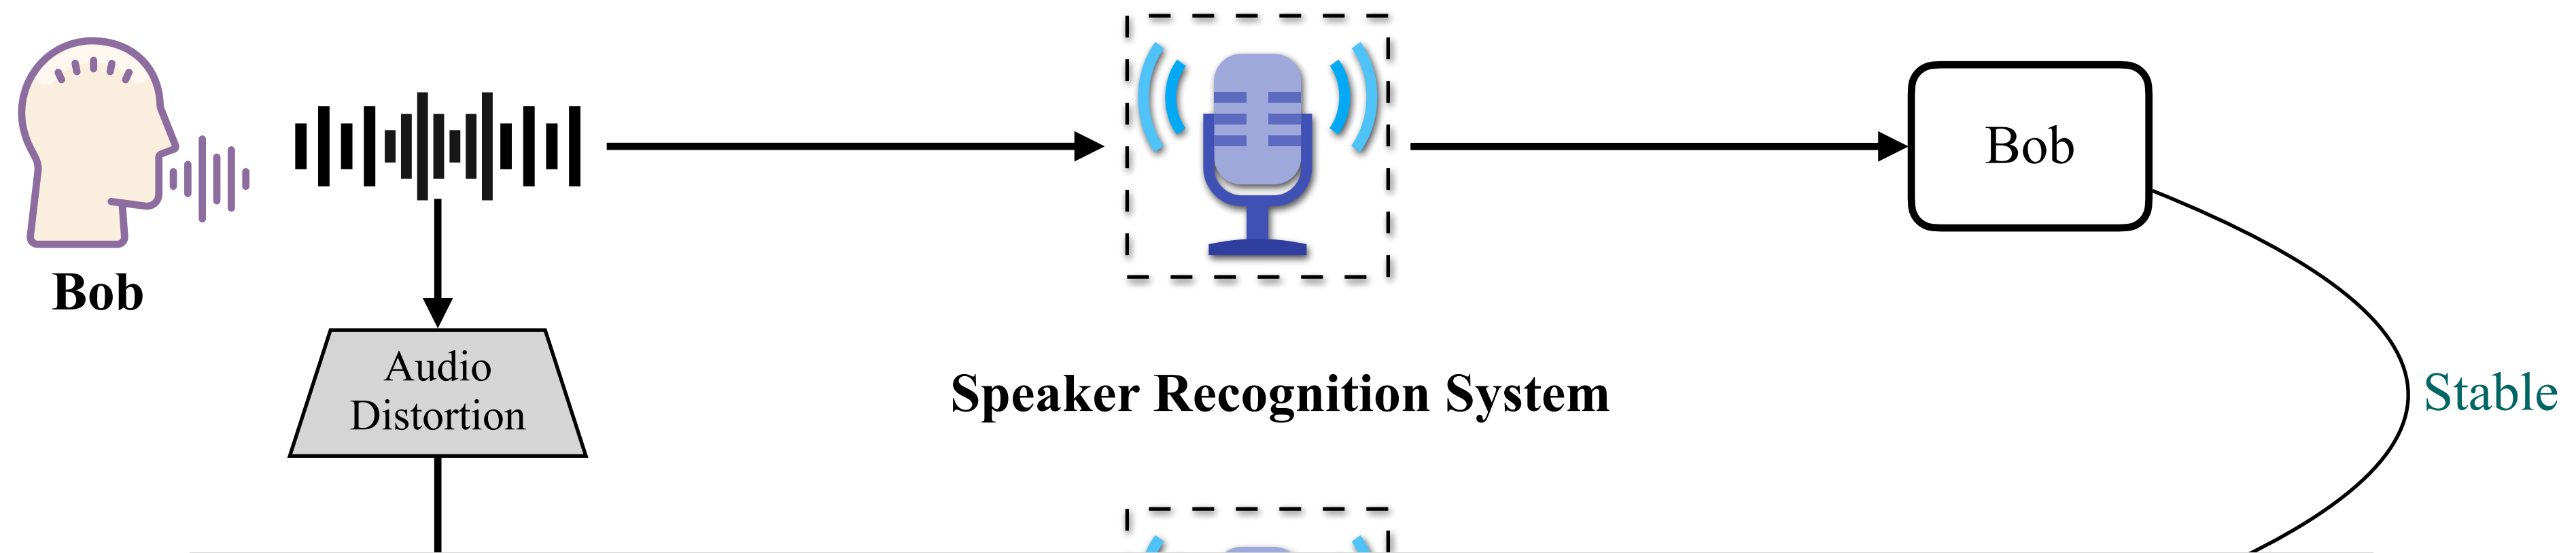 Bob
Audio
Distortion
Speaker Recognition System
Bob
Stable